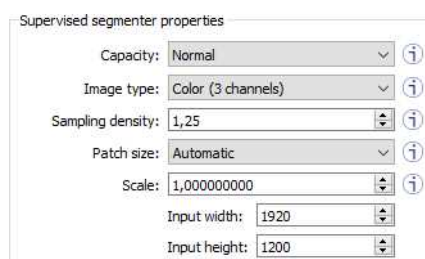 Supervised segmenter properties
Capacity: Normal
Image type: Color (3 channels)
Sampling density: 1,25
Patch size: Automatic
Scale: 1,000000000
Input width: 1920
Input height: 1200